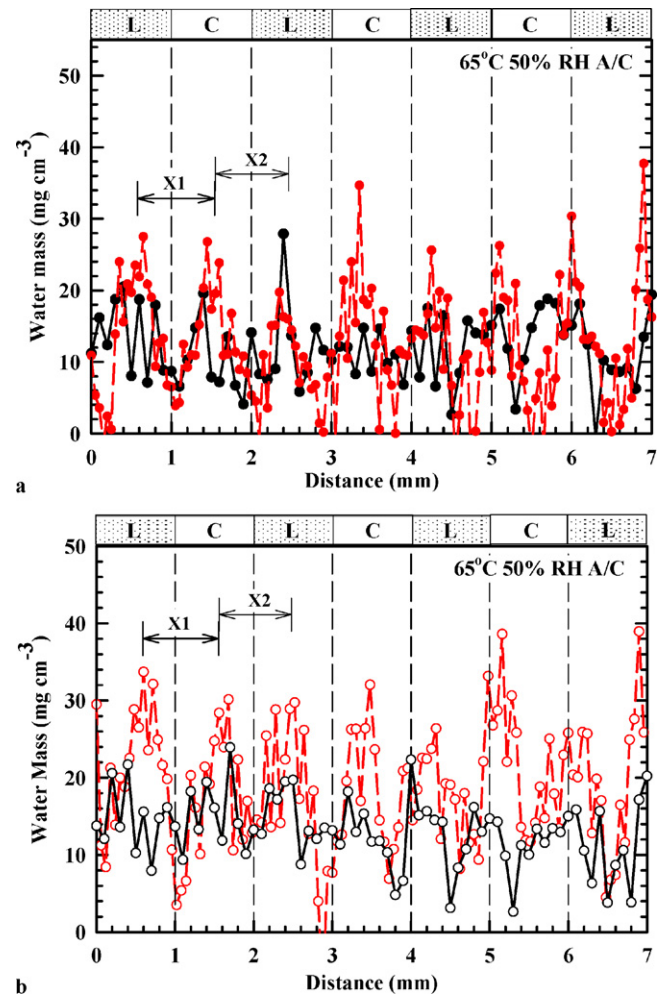 L C L C L C L
65°C 50% RH A/C
50
40
30
20
10
0
Water mass (mg cm⁻³)
X1 X2
0 1 2 3 4 5 6 7
Distance (mm)
a
L C L C L C L
65°C 50% RH A/C
50
40
30
20
10
0
Water Mass (mg cm⁻³)
X1 X2
0 1 2 3 4 5 6 7
Distance (mm)
b